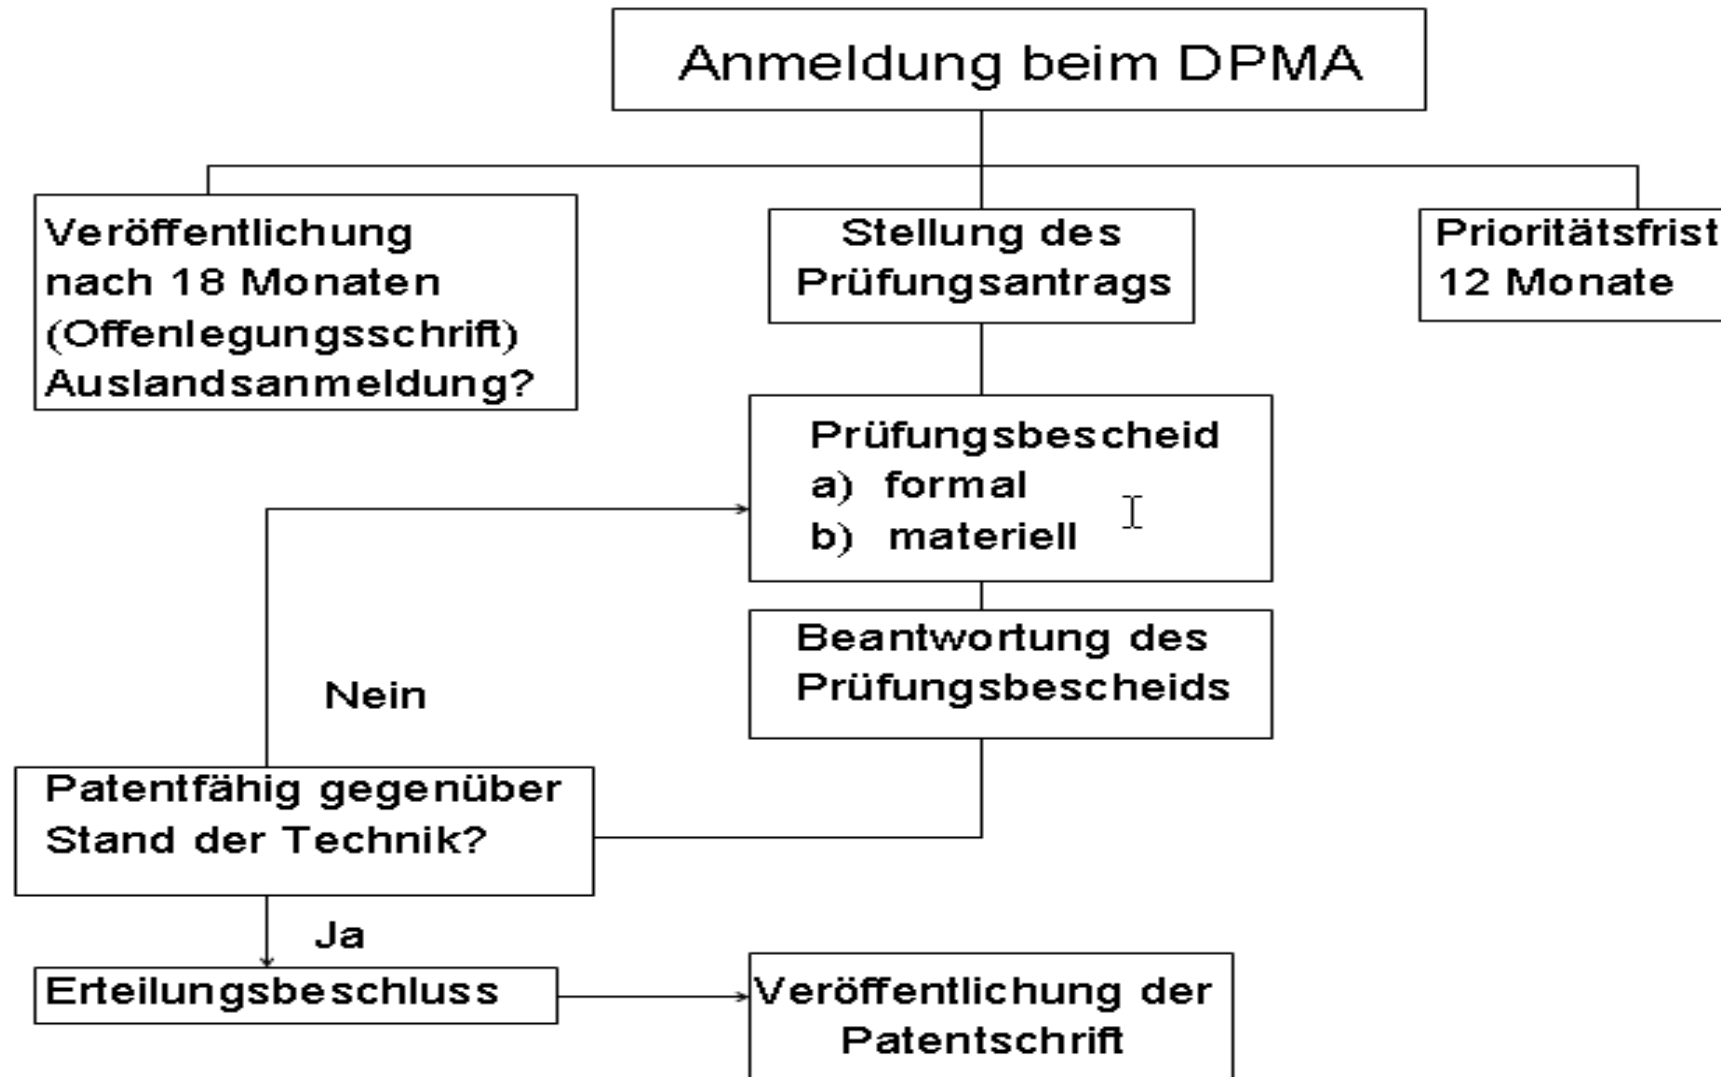 Anmeldung beim DPMA
Veröffentlichung
nach 18 Monaten
(Offenlegungsschrift)
Auslandsanmeldung?
Stellung des
Prüfungsantrags
Prioritätsfrist
12 Monate
Prüfungsbescheid
a) formal
b) materiell
Beantwortung des
Prüfungsbescheids
Nein
Patentfähig gegenüber
Stand der Technik?
Ja
Erteilungsbeschluss
Veröffentlichung der
Patentschrift